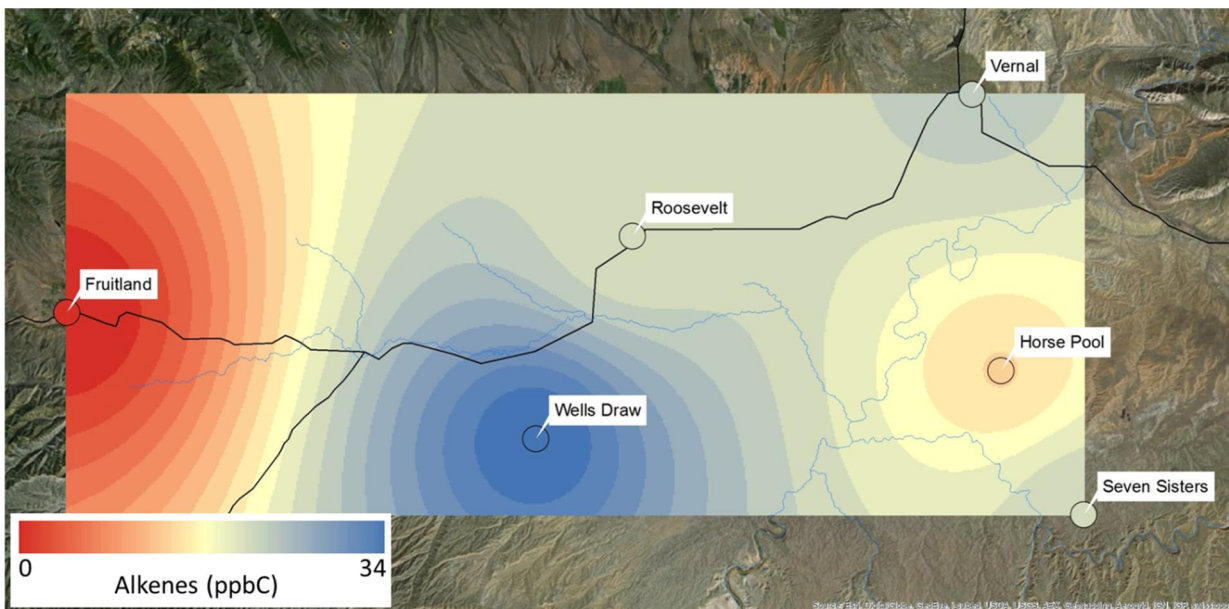 Vernal
Roosevelt
Fruitland
Horse Pool
Wells Draw
Seven Sisters
0
34
Alkenes (ppbC)